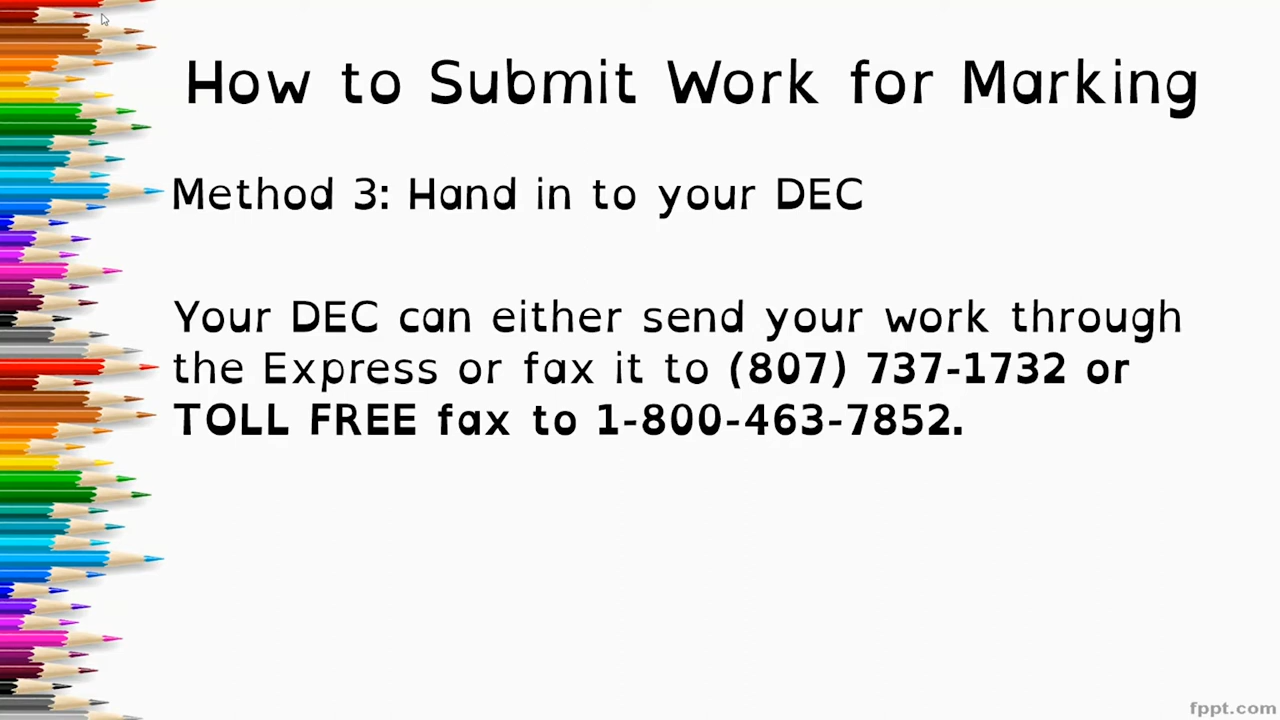 How to Submit Work for Marking
Method 3: Hand in to your DEC
Your DEC can either send your work through
the Express or fax it to (807) 737-1732 or
TOLL FREE fax to 1-800-463-7852.
fppt.com